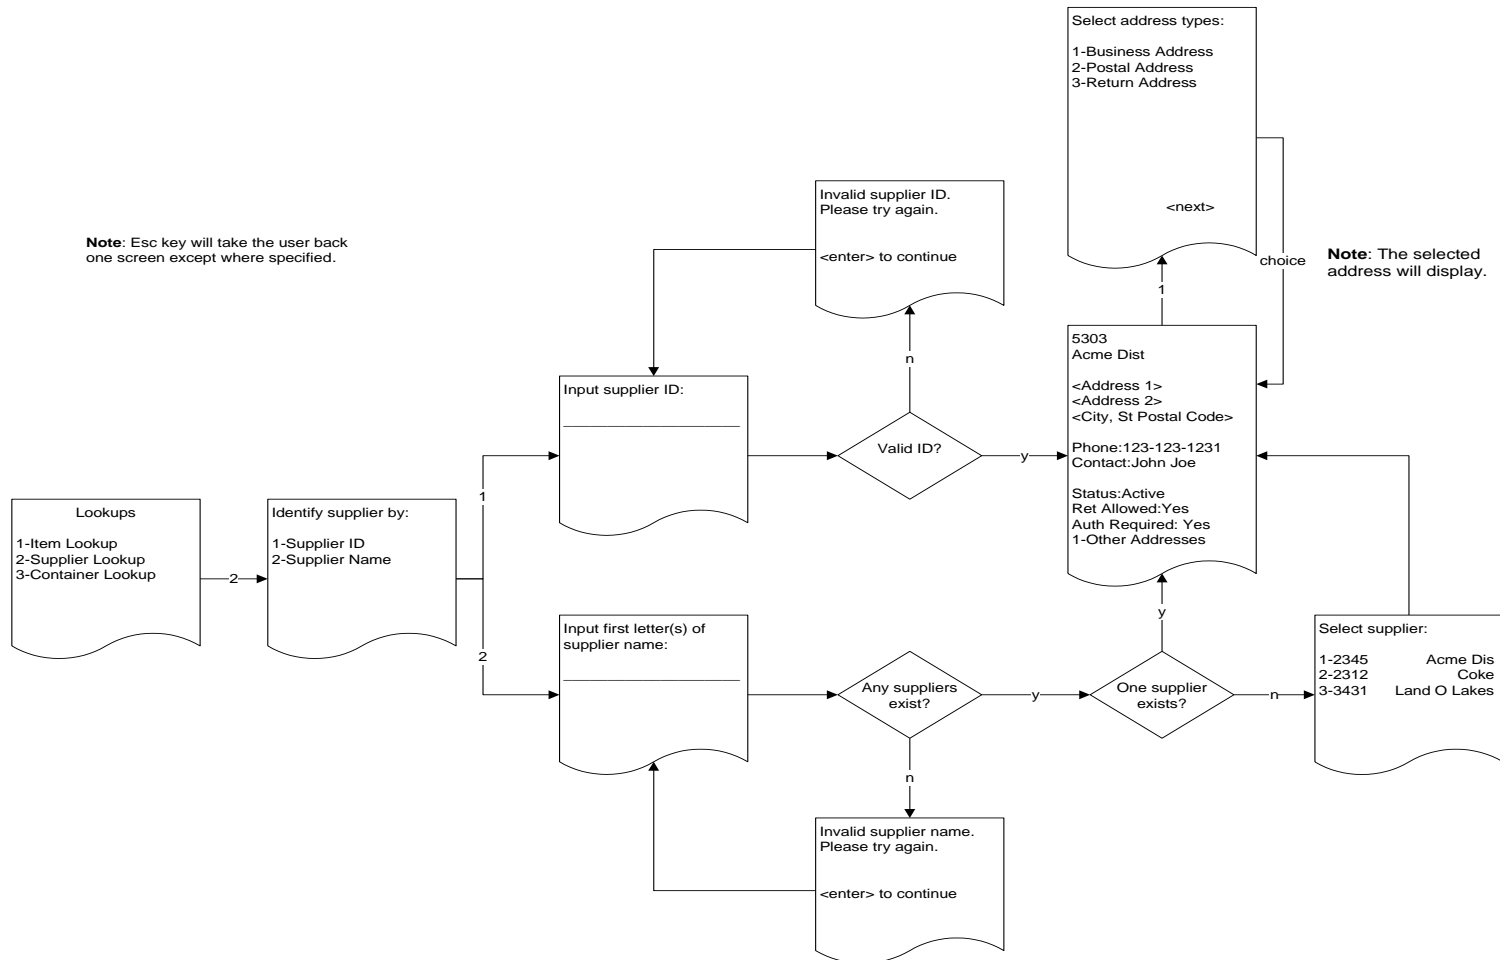 Select address types:
1-Business Address
2-Postal Address
3-Return Address
<next>
choice
Note: The selected
address will display.
Note: Esc key will take the user back
one screen except where specified.
Invalid supplier ID.
Please try again.
<enter> to continue
n
1
Input supplier ID:
____________________
Valid ID?
y
5303
Acme Dist
<Address 1>
<Address 2>
<City, St Postal Code>
Phone:123-123-1231
Contact:John Joe
Status:Active
Ret Allowed:Yes
Auth Required: Yes
1-Other Addresses
Lookups
1-Item Lookup
2-Supplier Lookup
3-Container Lookup
2
Identify supplier by:
1-Supplier ID
2-Supplier Name
1
2
Input first letter(s) of
supplier name:
____________________
Any suppliers
exist?
y
One supplier
exists?
y
n
Select supplier:
1-2345 Acme Dis
2-2312 Coke
3-3431 Land O Lakes
n
Invalid supplier name.
Please try again.
<enter> to continue